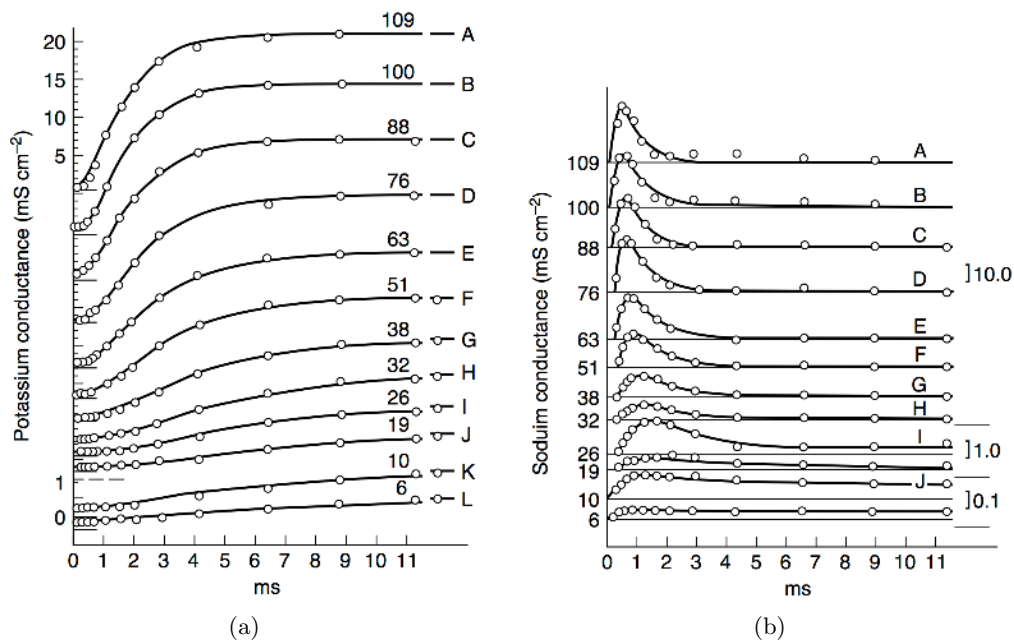 109
20
A
100
15
B
10
88
C
5
76
D
63
E
51
F
38
G
32
H
26
I
19
J
1
10
K
6
0
L
0 1 2 3 4 5 6 7 8 9 10 11
ms
Potassium conductance (mS cm−2)
(a)
A
109
B
100
C
88
]10.0
D
76
E
63
F
51
G
38
H
32
I
]1.0
26
19
J
10
]0.1
6
0 1 2 3 4 5 6 7 8 9 10 11
ms
Soduim conductance (mS cm−2)
(b)